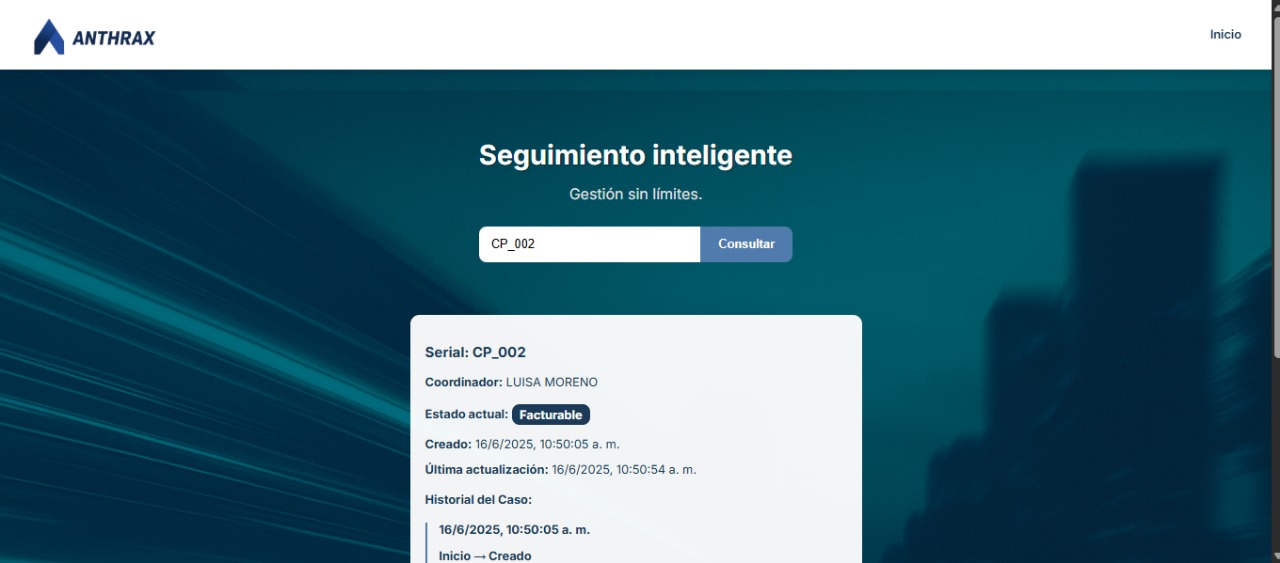 ANTHRAX
Inicio
Seguimiento inteligente
Gestión sin límites.
CP_002
Consultar
Serial: CP_002
Coordinador: LUISA MORENO
Estado actual: Facturable
Creado: 16/6/2025, 10:50:05 a. m.
Última actualización: 16/6/2025, 10:50:54 a. m.
Historial del Caso:
16/6/2025, 10:50:05 a. m.
Inicio → Creado